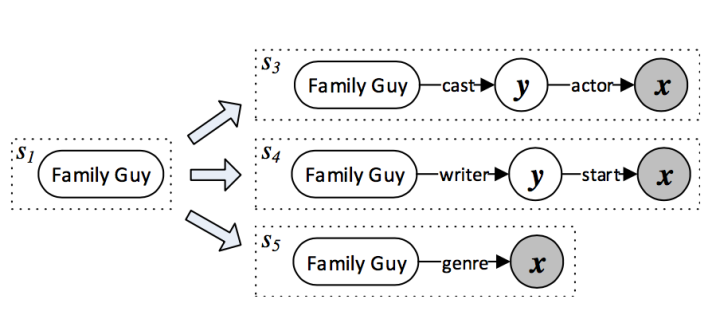 s3
Family Guy cast y actor x
s1
Family Guy
s4
Family Guy writer y start x
s5
Family Guy genre x